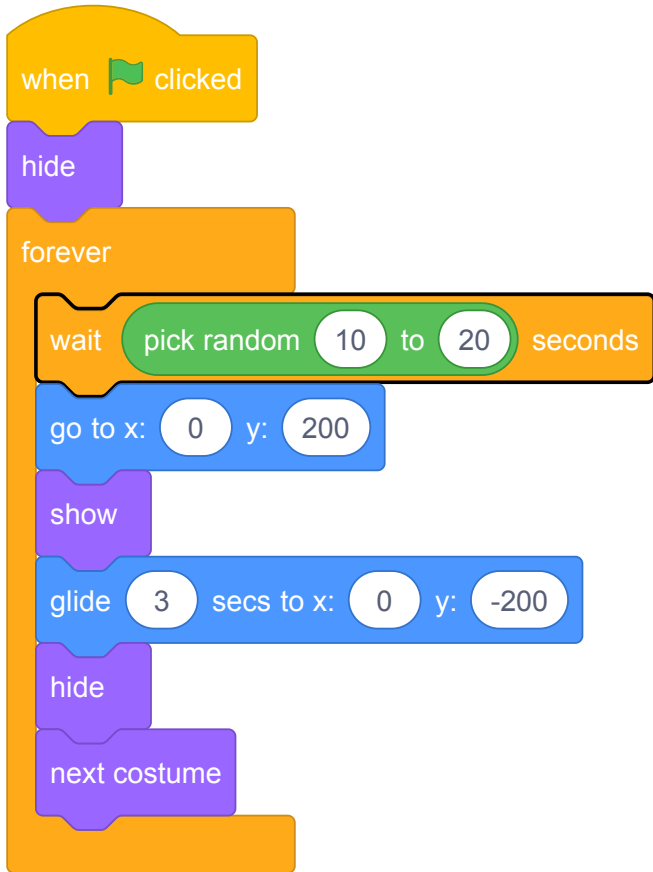 when clicked
hide
forever
wait pick random 10 to 20 seconds
go to x: 0 y: 200
show
glide 3 secs to x: 0 y: -200
hide
next costume